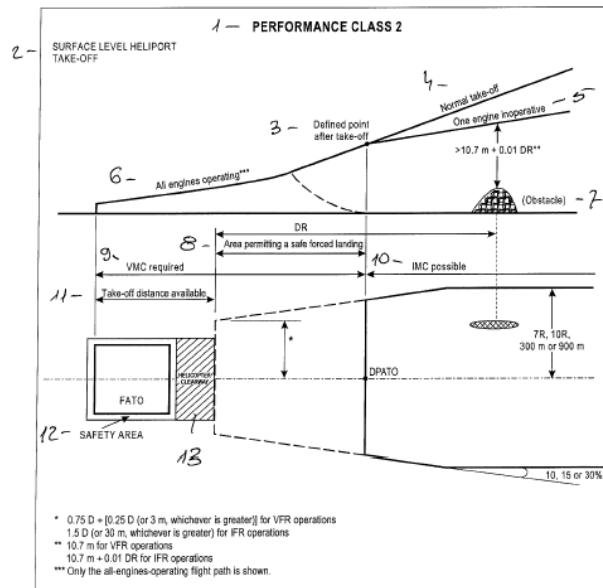 1 — PERFORMANCE CLASS 2
2 — SURFACE LEVEL HELIPORT
TAKE-OFF
4 — Normal take-off
One engine inoperative — 5
3 — Defined point
after take-off
>10.7 m + 0.01 DR**
6 — All engines operating***
(Obstacle) — 7
DR
8 — Area permitting a safe forced landing
9 — VMC required
10 — IMC possible
11 — Take-off distance available
*
7R, 10R,
300 m or 900 m
HELICOPTER
CLEARWAY
DPATO
FATO
12 — SAFETY AREA
13
10, 15 or 30%
* 0.75 D + [0.25 D (or 3 m, whichever is greater)] for VFR operations
1.5 D (or 30 m, whichever is greater) for IFR operations
** 10.7 m for VFR operations
10.7 m + 0.01 DR for IFR operations
*** Only the all-engines-operating flight path is shown.